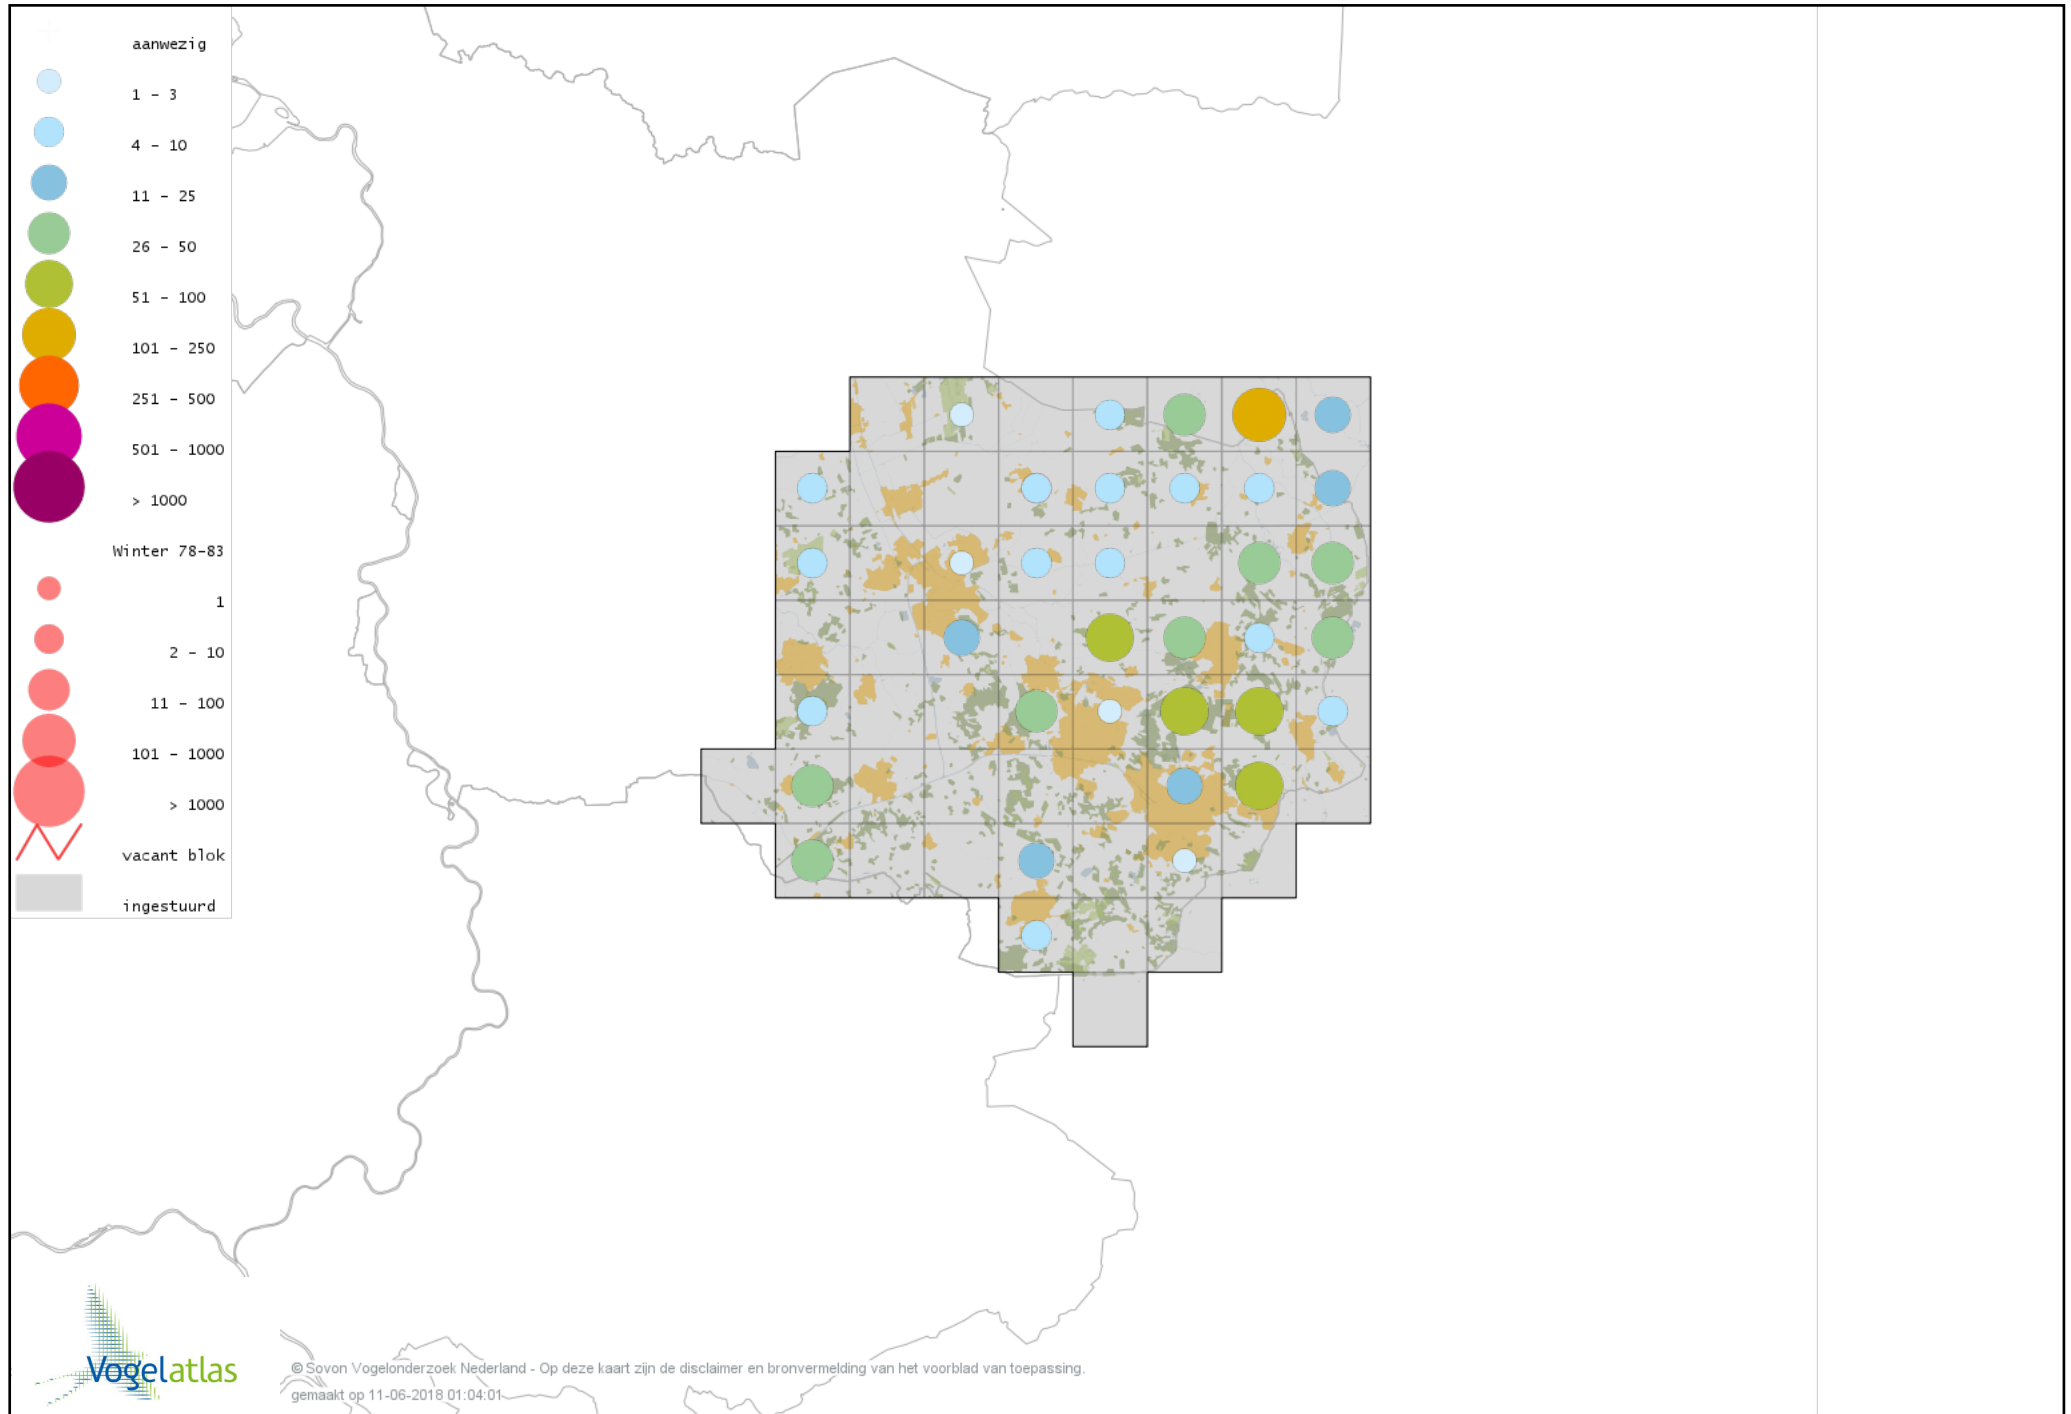 aanwezig
1 – 3
4 – 10
11 – 25
26 – 50
51 – 100
101 – 250
251 – 500
501 – 1000
> 1000
Winter 78-83
1
2 – 10
11 – 100
101 – 1000
> 1000
vacant blok
ingestuurd
Vogelatlas
© Sovon Vogelonderzoek Nederland - Op deze kaart zijn de disclaimer en bronvermelding van het voorblad van toepassing.
gemaakt op 11-06-2018 01:04:01